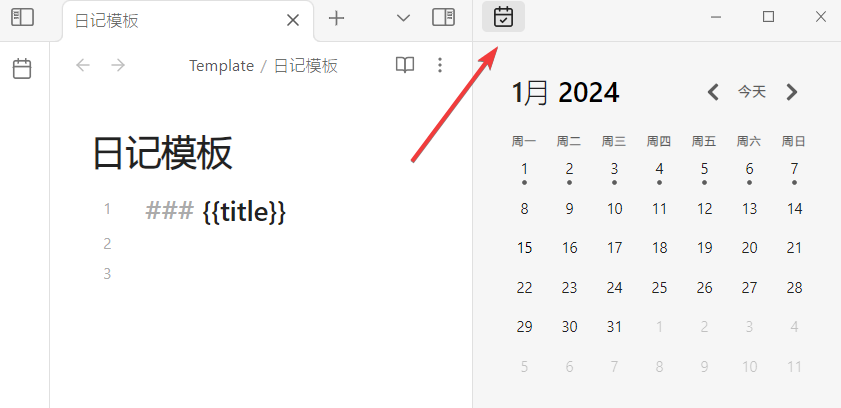 日记模板
Template / 日记模板
日记模板
1 ### {{title}}
2
3
1月 2024 今天
周一 周二 周三 周四 周五 周六 周日
1 2 3 4 5 6 7
8 9 10 11 12 13 14
15 16 17 18 19 20 21
22 23 24 25 26 27 28
29 30 31 1 2 3 4
5 6 7 8 9 10 11